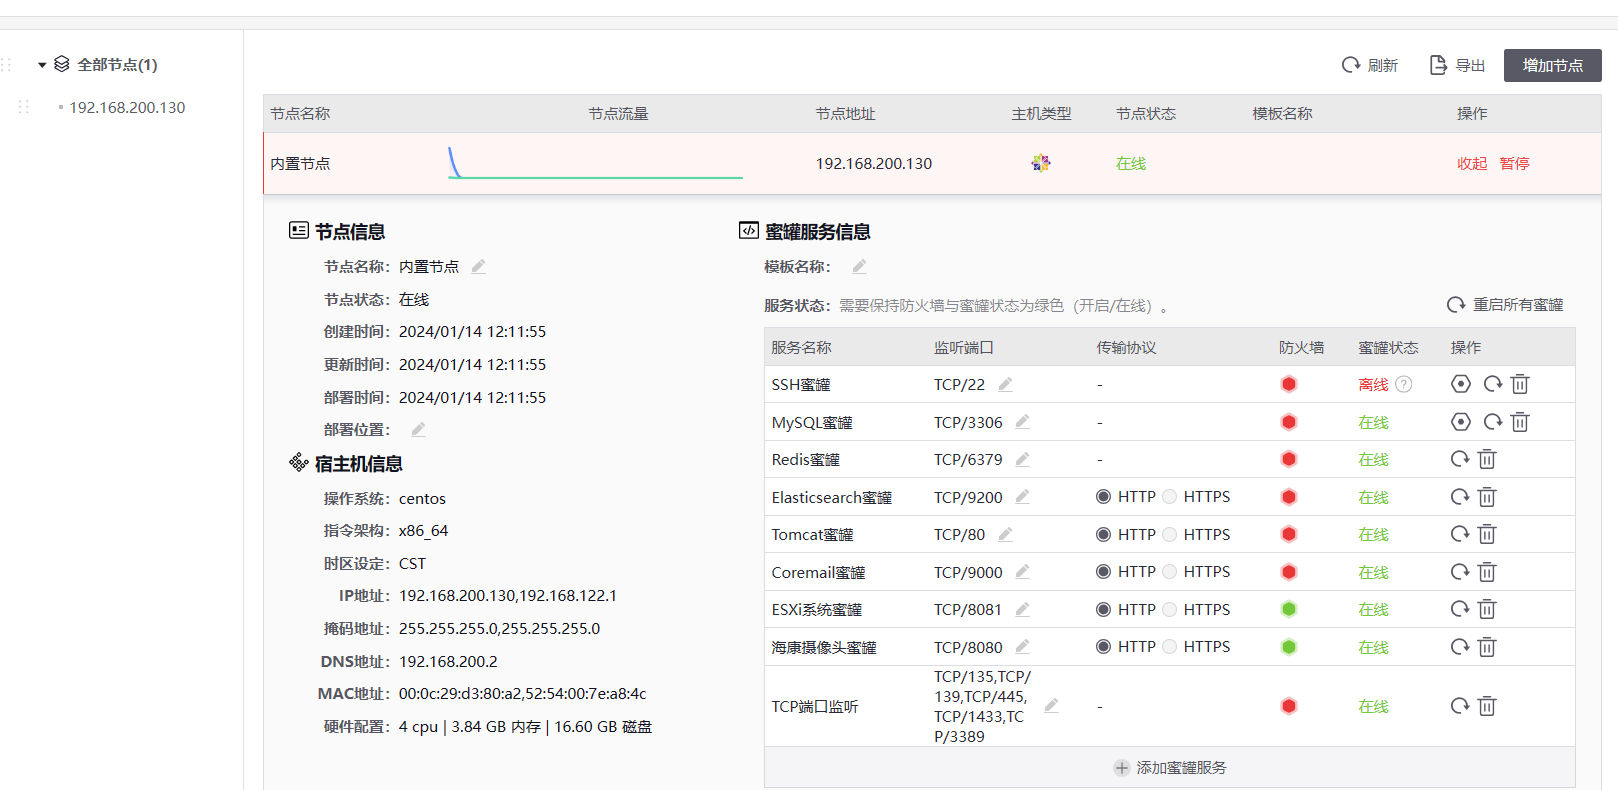 全部节点(1)
192.168.200.130
刷新 导出 增加节点
节点名称 节点流量 节点地址 主机类型 节点状态 模板名称 操作
内置节点 192.168.200.130 在线 收起 暂停
节点信息
节点名称： 内置节点
节点状态： 在线
创建时间： 2024/01/14 12:11:55
更新时间： 2024/01/14 12:11:55
部署时间： 2024/01/14 12:11:55
部署位置：
宿主机信息
操作系统： centos
指令架构： x86_64
时区设定： CST
IP地址： 192.168.200.130,192.168.122.1
掩码地址： 255.255.255.0,255.255.255.0
DNS地址： 192.168.200.2
MAC地址： 00:0c:29:d3:80:a2,52:54:00:7e:a8:4c
硬件配置： 4 cpu | 3.84 GB 内存 | 16.60 GB 磁盘
蜜罐服务信息
模板名称：
服务状态： 需要保持防火墙与蜜罐状态为绿色（开启/在线）。 重启所有蜜罐
服务名称 监听端口 传输协议 防火墙 蜜罐状态 操作
SSH蜜罐 TCP/22 - 离线 ?
MySQL蜜罐 TCP/3306 - 在线
Redis蜜罐 TCP/6379 - 在线
Elasticsearch蜜罐 TCP/9200 HTTP HTTPS 在线
Tomcat蜜罐 TCP/80 HTTP HTTPS 在线
Coremail蜜罐 TCP/9000 HTTP HTTPS 在线
ESXi系统蜜罐 TCP/8081 HTTP HTTPS 在线
海康摄像头蜜罐 TCP/8080 HTTP HTTPS 在线
TCP端口监听 - 在线
TCP/135,TCP/
139,TCP/445,
TCP/1433,TC
P/3389
添加蜜罐服务